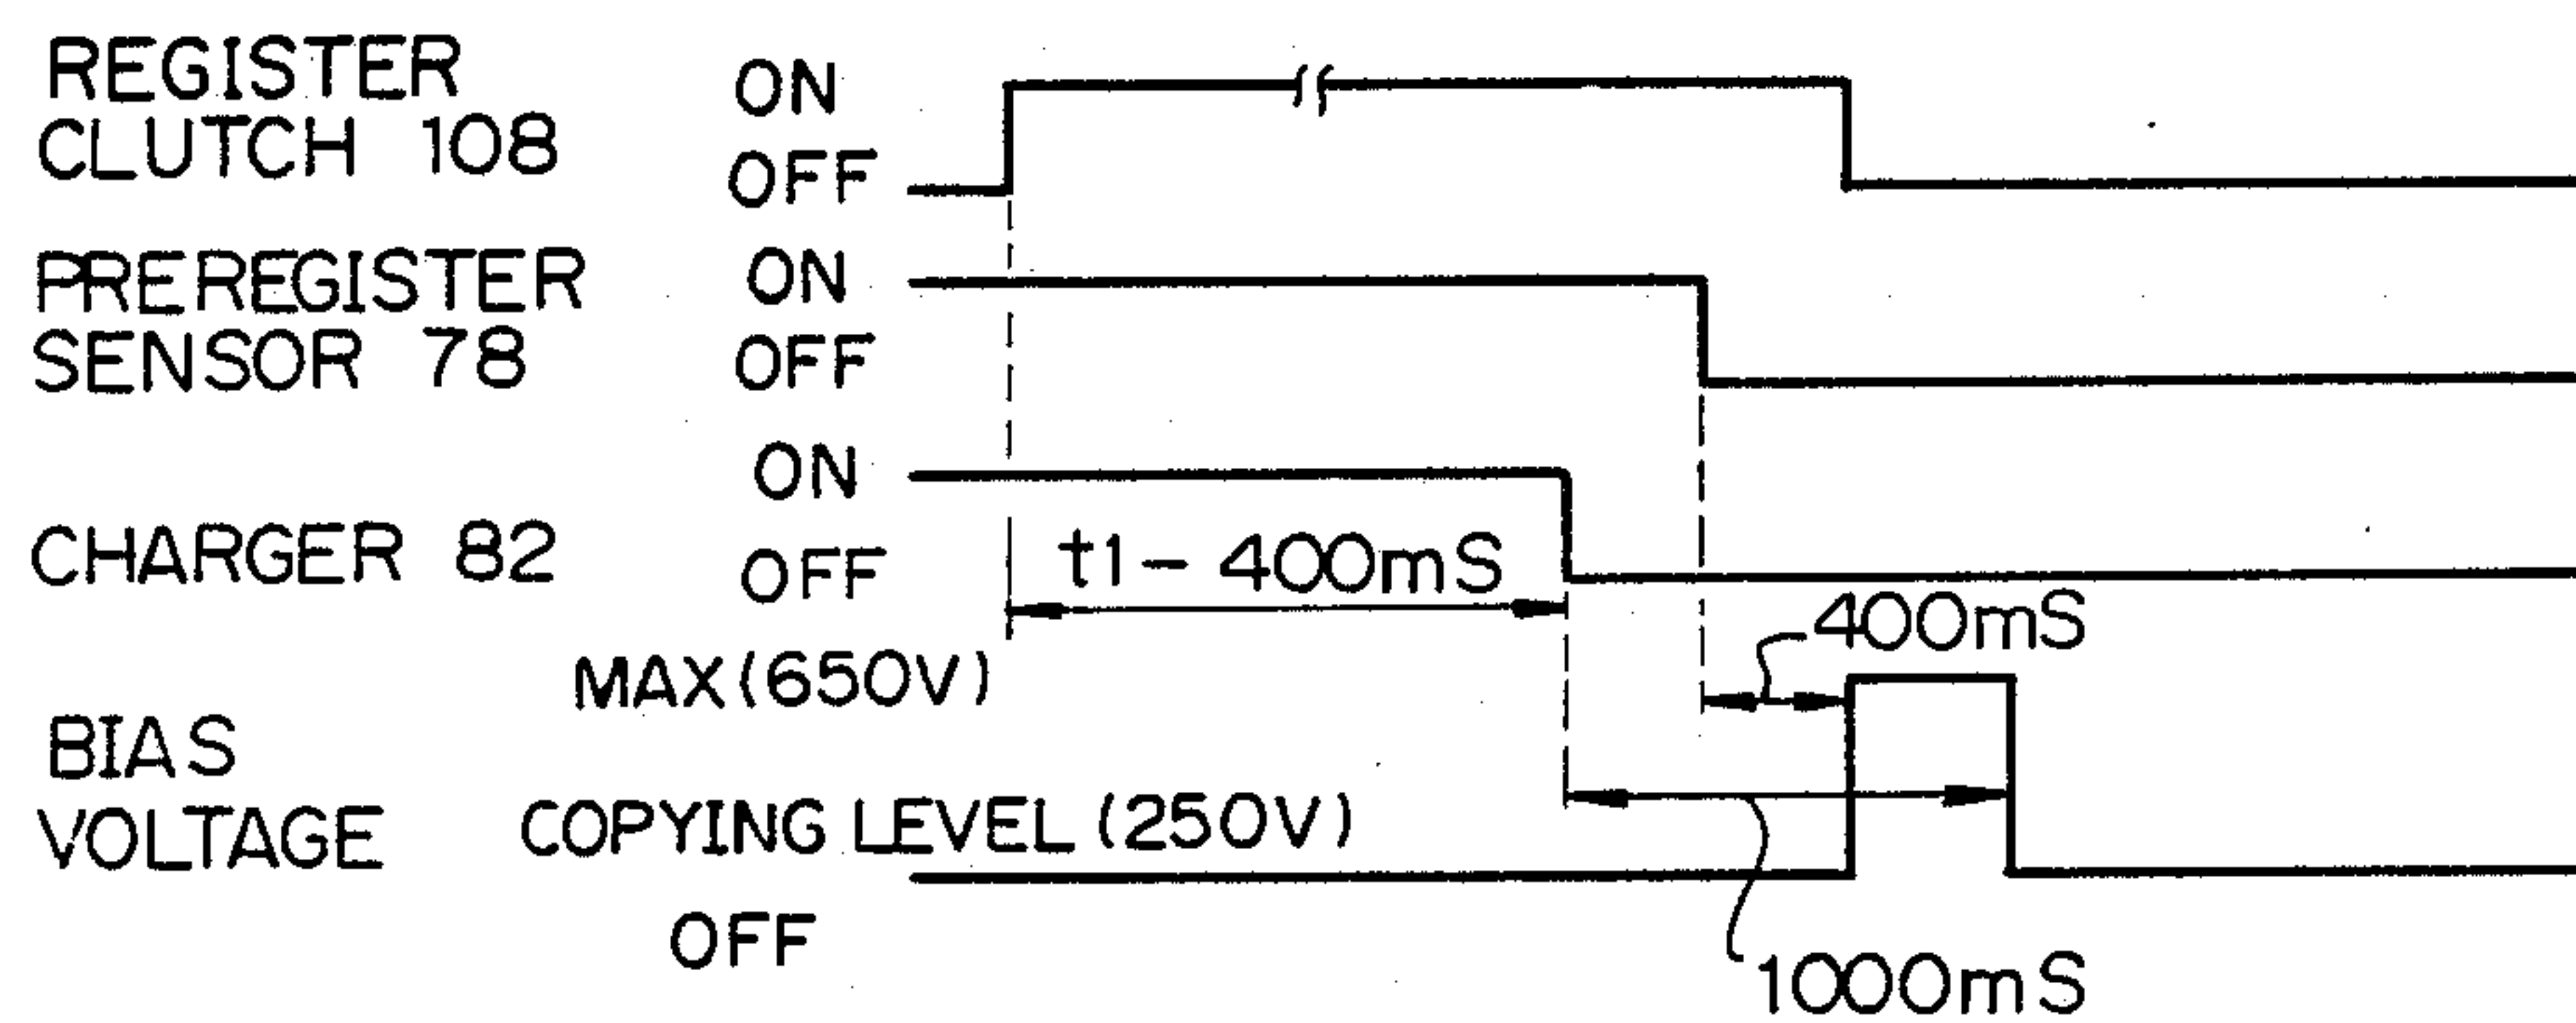 REGISTER
CLUTCH 108
ON
OFF
PREREGISTER
SENSOR 78
ON
OFF
CHARGER 82
ON
OFF
t1 - 400mS
400mS
BIAS
VOLTAGE
MAX(650V)
COPYING LEVEL (250V)
OFF
1000mS